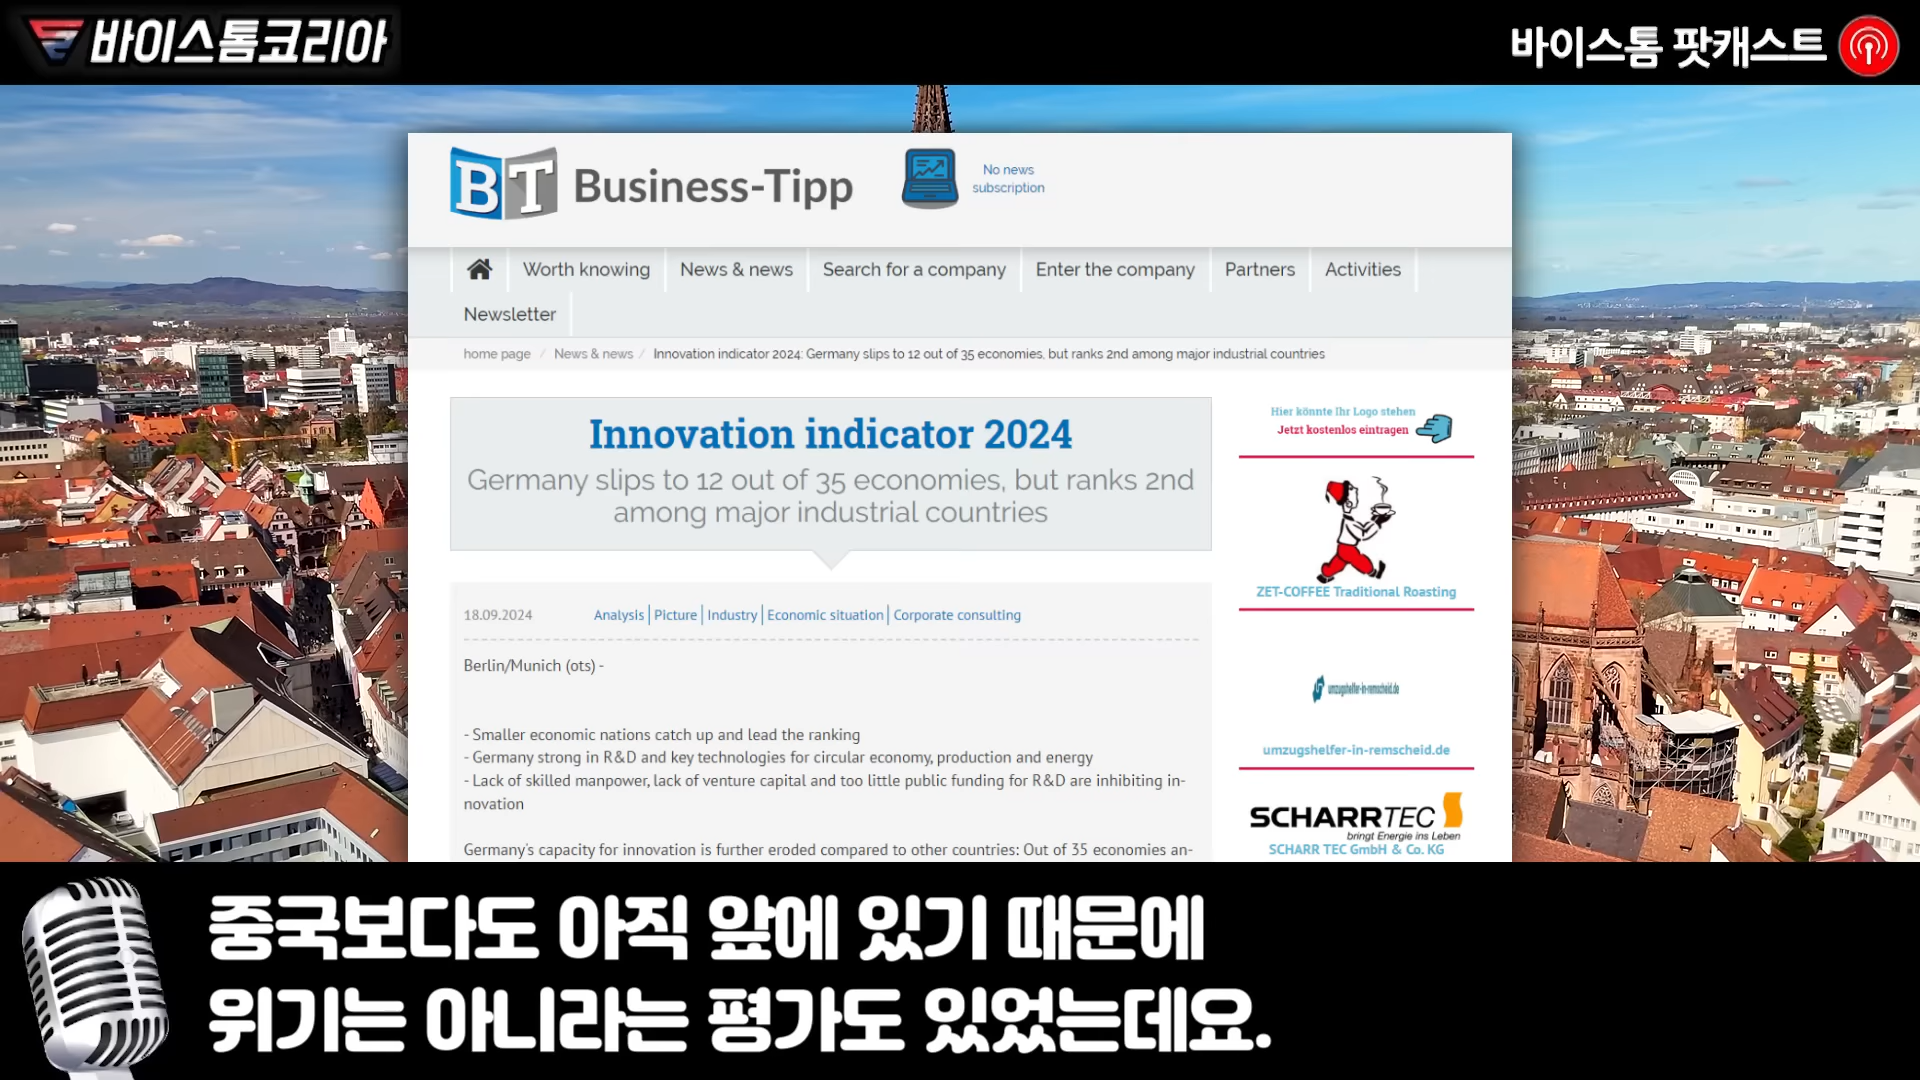 바이스톰코리아
바이스톰 팟캐스트
BT Business-Tipp
No news
subscription
Worth knowing
News & news
Search for a company
Enter the company
Partners
Activities
Newsletter
home page / News & news / Innovation indicator 2024: Germany slips to 12 out of 35 economies, but ranks 2nd among major industrial countries
Innovation indicator 2024
Germany slips to 12 out of 35 economies, but ranks 2nd
among major industrial countries
18.09.2024
Analysis | Picture | Industry | Economic situation | Corporate consulting
Berlin/Munich (ots) -
- Smaller economic nations catch up and lead the ranking
- Germany strong in R&D and key technologies for circular economy, production and energy
- Lack of skilled manpower, lack of venture capital and too little public funding for R&D are inhibiting in-
novation
Germany's capacity for innovation is further eroded compared to other countries: Out of 35 economies an-
Hier könnte Ihr Logo stehen
Jetzt kostenlos eintragen
ZET-COFFEE Traditional Roasting
umzugshelfer-in-remscheid.de
umzugshelfer-in-remscheid.de
SCHARRTEC
bringt Energie ins Leben
SCHARR TEC GmbH & Co. KG
중국보다도 아직 앞에 있기 때문에
위기는 아니라는 평가도 있었는데요.